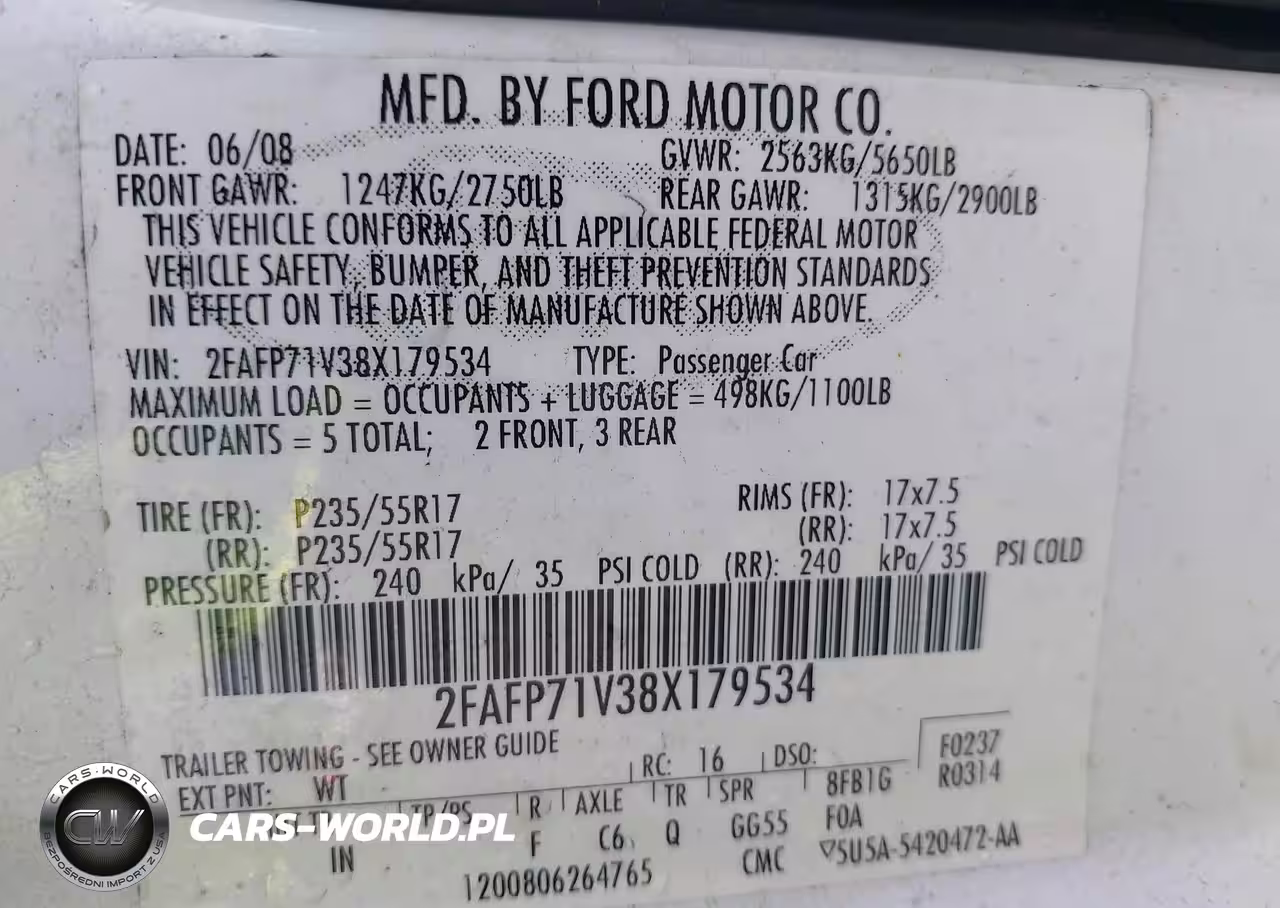 MFD. BY FORD MOTOR CO.
DATE: 06/08 GVWR: 2563KG/5650LB
FRONT GAWR: 1247KG/2750LB REAR GAWR: 1315KG/2900LB
THIS VEHICLE CONFORMS TO ALL APPLICABLE FEDERAL MOTOR
VEHICLE SAFETY, BUMPER, AND THEFT PREVENTION STANDARDS
IN EFFECT ON THE DATE OF MANUFACTURE SHOWN ABOVE.
VIN: 2FAFP71V38X179534 TYPE: Passenger Car
MAXIMUM LOAD = OCCUPANTS + LUGGAGE = 498KG/1100LB
OCCUPANTS = 5 TOTAL; 2 FRONT, 3 REAR
TIRE (FR): P235/55R17 RIMS (FR): 17x7.5
(RR): P235/55R17 (RR): 17x7.5
PRESSURE (FR): 240 kPa/ 35 PSI COLD (RR): 240 kPa/ 35 PSI COLD
2FAFP71V38X179534
TRAILER TOWING - SEE OWNER GUIDE
EXT PNT: WT RC: 16 DSO: F0237
R0314
TP/PS R AXLE TR SPR 8FB1G
F C6 Q GG55 FOA
IN 1200806264765 CMC ▽5U5A-5420472-AA
CARS-WORLD
CW
BEZPOŚREDNI IMPORT Z USA
CARS-WORLD.PL